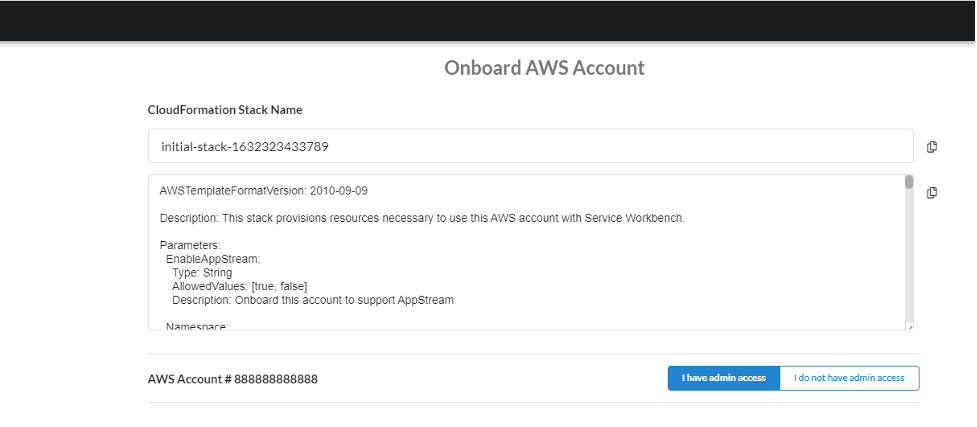 Onboard AWS Account
CloudFormation Stack Name
initial-stack-1632323433789
AWSTemplateFormatVersion: 2010-09-09
Description: This stack provisions resources necessary to use this AWS account with Service Workbench.
Parameters:
EnableAppStream:
Type: String
AllowedValues: [true, false]
Description: Onboard this account to support AppStream
Namespace:
AWS Account # 888888888888
I have admin access
I do not have admin access